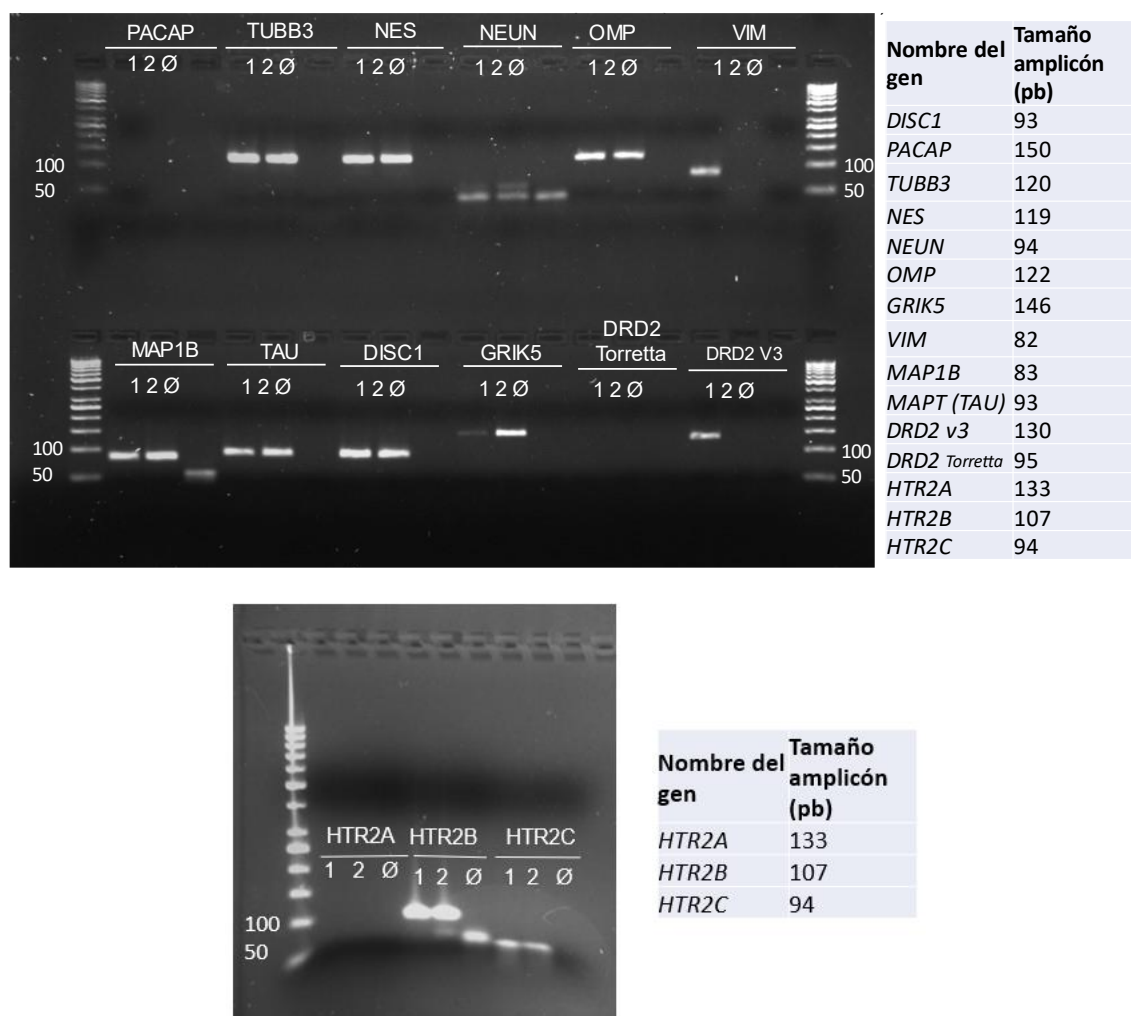 PACAP TUBB3 NES NEUN OMP VIM
1 2 Ø 1 2 Ø 1 2 Ø 1 2 Ø 1 2 Ø 1 2 Ø
100 100
50 50
MAP1B TAU DISC1 GRIK5 DRD2 Torretta DRD2 V3
1 2 Ø 1 2 Ø 1 2 Ø 1 2 Ø 1 2 Ø 1 2 Ø
100 100
50 50
Nombre del gen Tamaño amplicón (pb)
DISC1 93
PACAP 150
TUBB3 120
NES 119
NEUN 94
OMP 122
GRIK5 146
VIM 82
MAP1B 83
MAPT (TAU) 93
DRD2 v3 130
DRD2 Torretta 95
HTR2A 133
HTR2B 107
HTR2C 94
HTR2A HTR2B HTR2C
1 2 Ø 1 2 Ø 1 2 Ø
100
50
Nombre del gen Tamaño amplicón (pb)
HTR2A 133
HTR2B 107
HTR2C 94